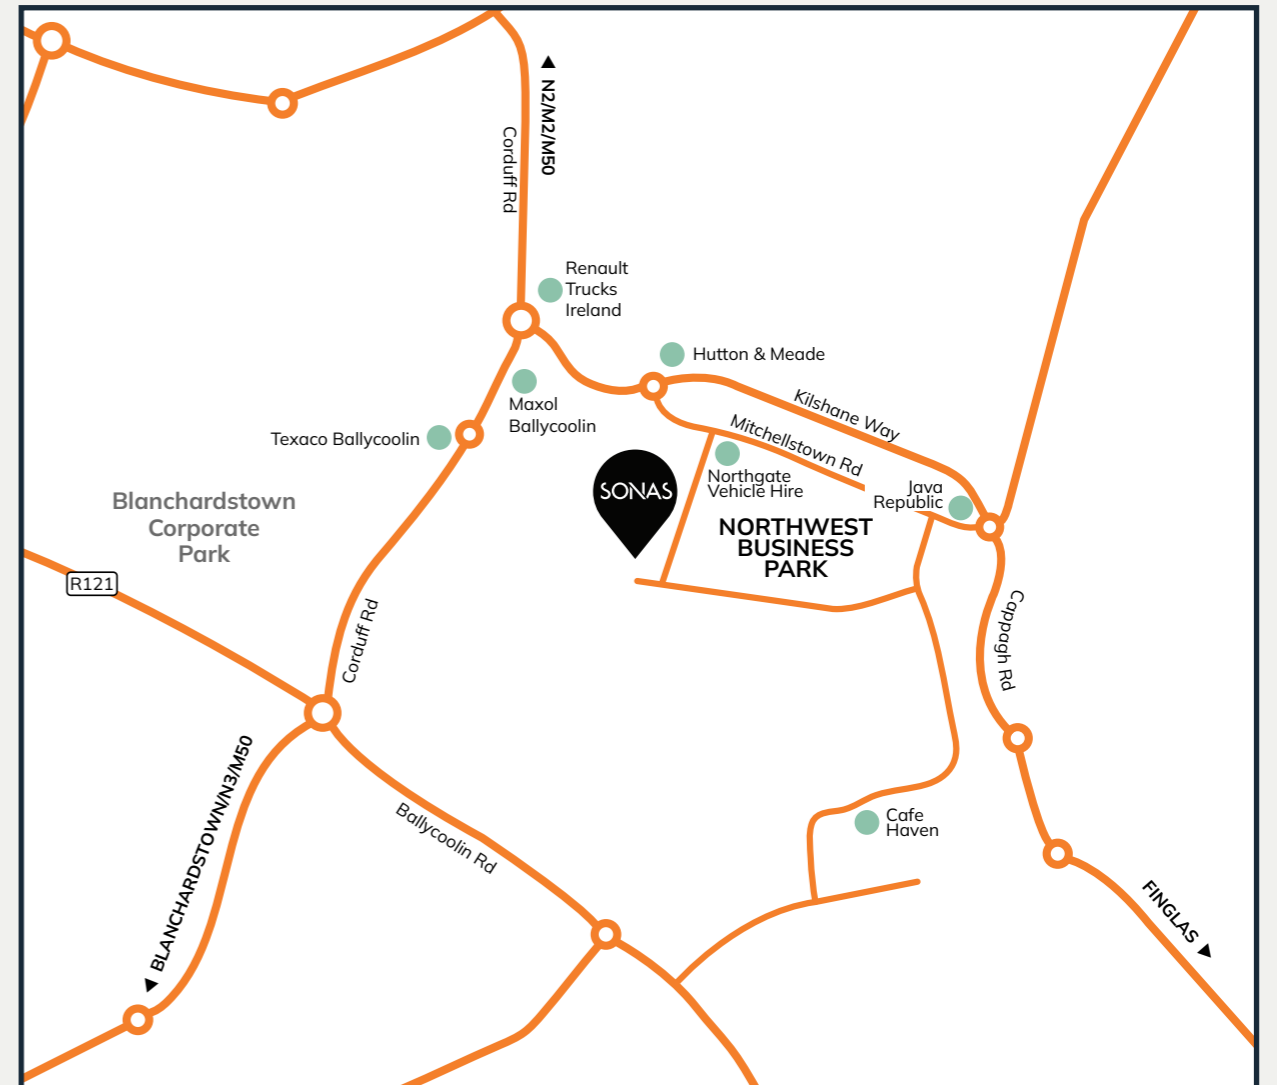 N2/M2/M50
Corduff Rd
Renault
Trucks
Ireland
Hutton & Meade
Maxol
Ballycoolin
Texaco Ballycoolin
Kilshane Way
Mitchellstown Rd
Northgate
Vehicle Hire
Java
Republic
SONAS
Blanchardstown
Corporate
Park
NORTHWEST
BUSINESS
PARK
R121
Corduff Rd
Cappagh Rd
BLANCHARDSTOWN/N3/M50
Ballycoolin Rd
Cafe
Haven
FINGLAS